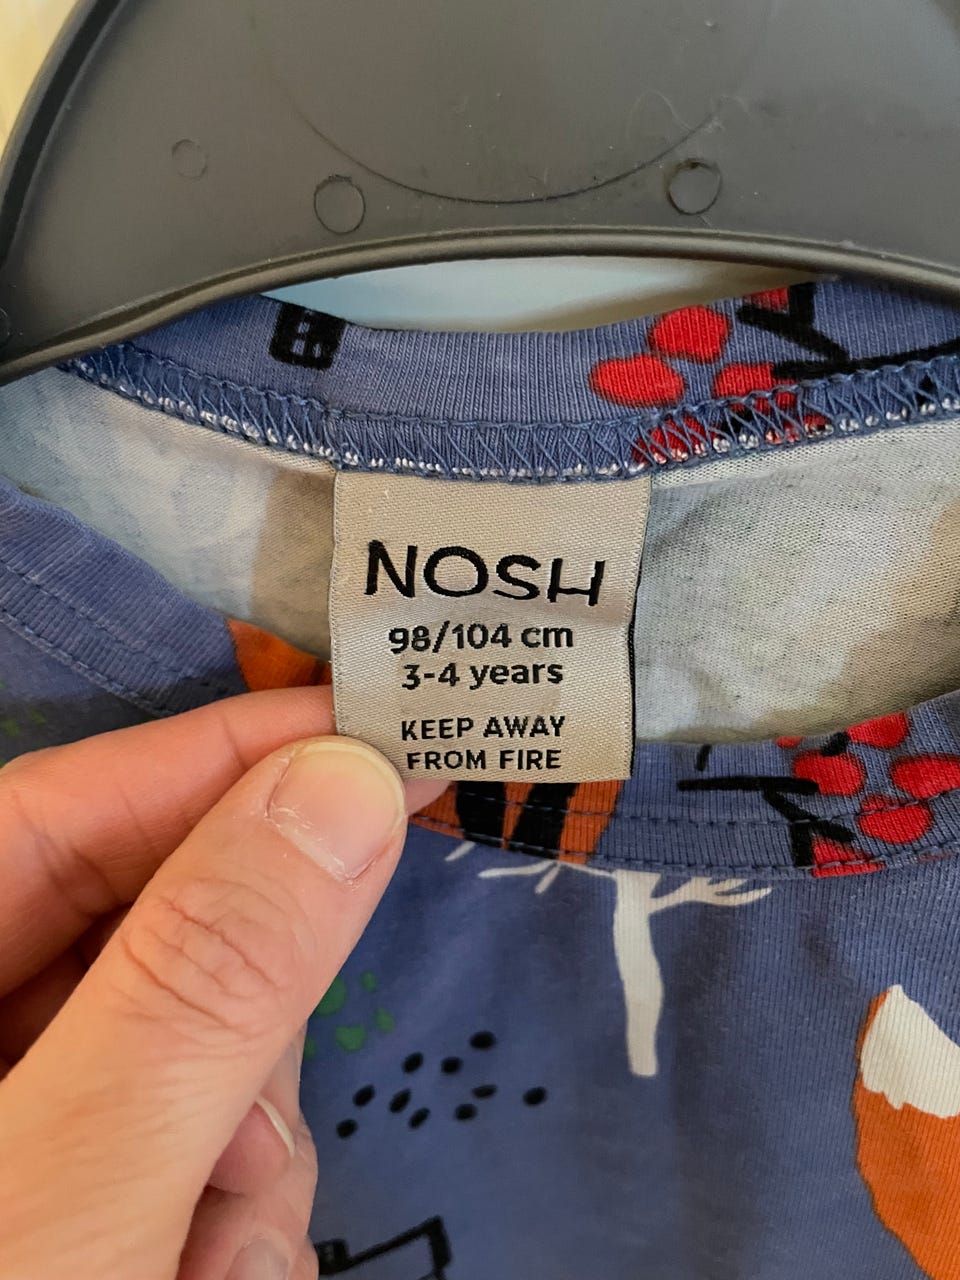 NOSH
98/104 cm
3-4 years
KEEP AWAY
FROM FIRE